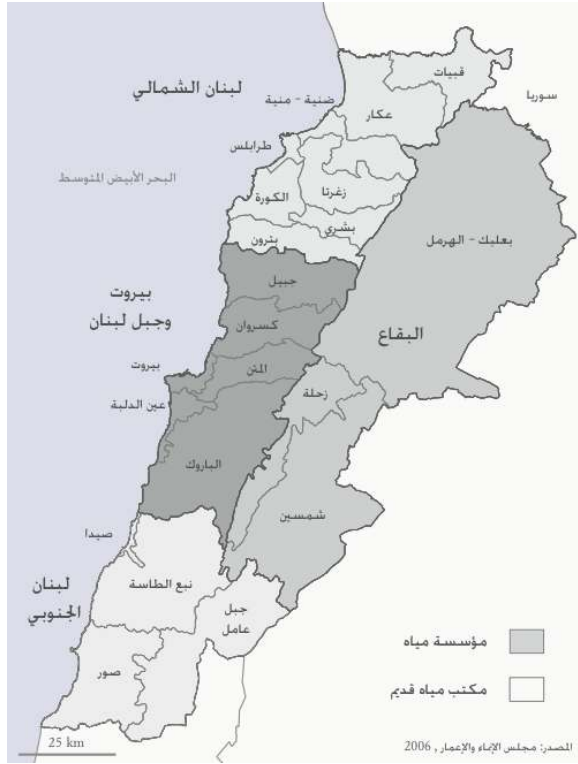 قبيات
سوريا
لبنان الشمالي
ضنية - منية
عكار
طرابلس
البحر الأبيض المتوسط
زغرتا
الكورة
بشري
بترون
بعلبك - الهرمل
جبيل
بيروت
وجبل لبنان
كسروان
البقاع
بيروت
المتن
زحلة
عين الدلبة
الباروك
شمسين
صيدا
لبنان
الجنوبي
نبع الطاسة
جبل
عامل
مؤسسة مياه
صور
مكتب مياه قديم
25 km
المصدر: مجلس الإنماء والإعمار , 2006